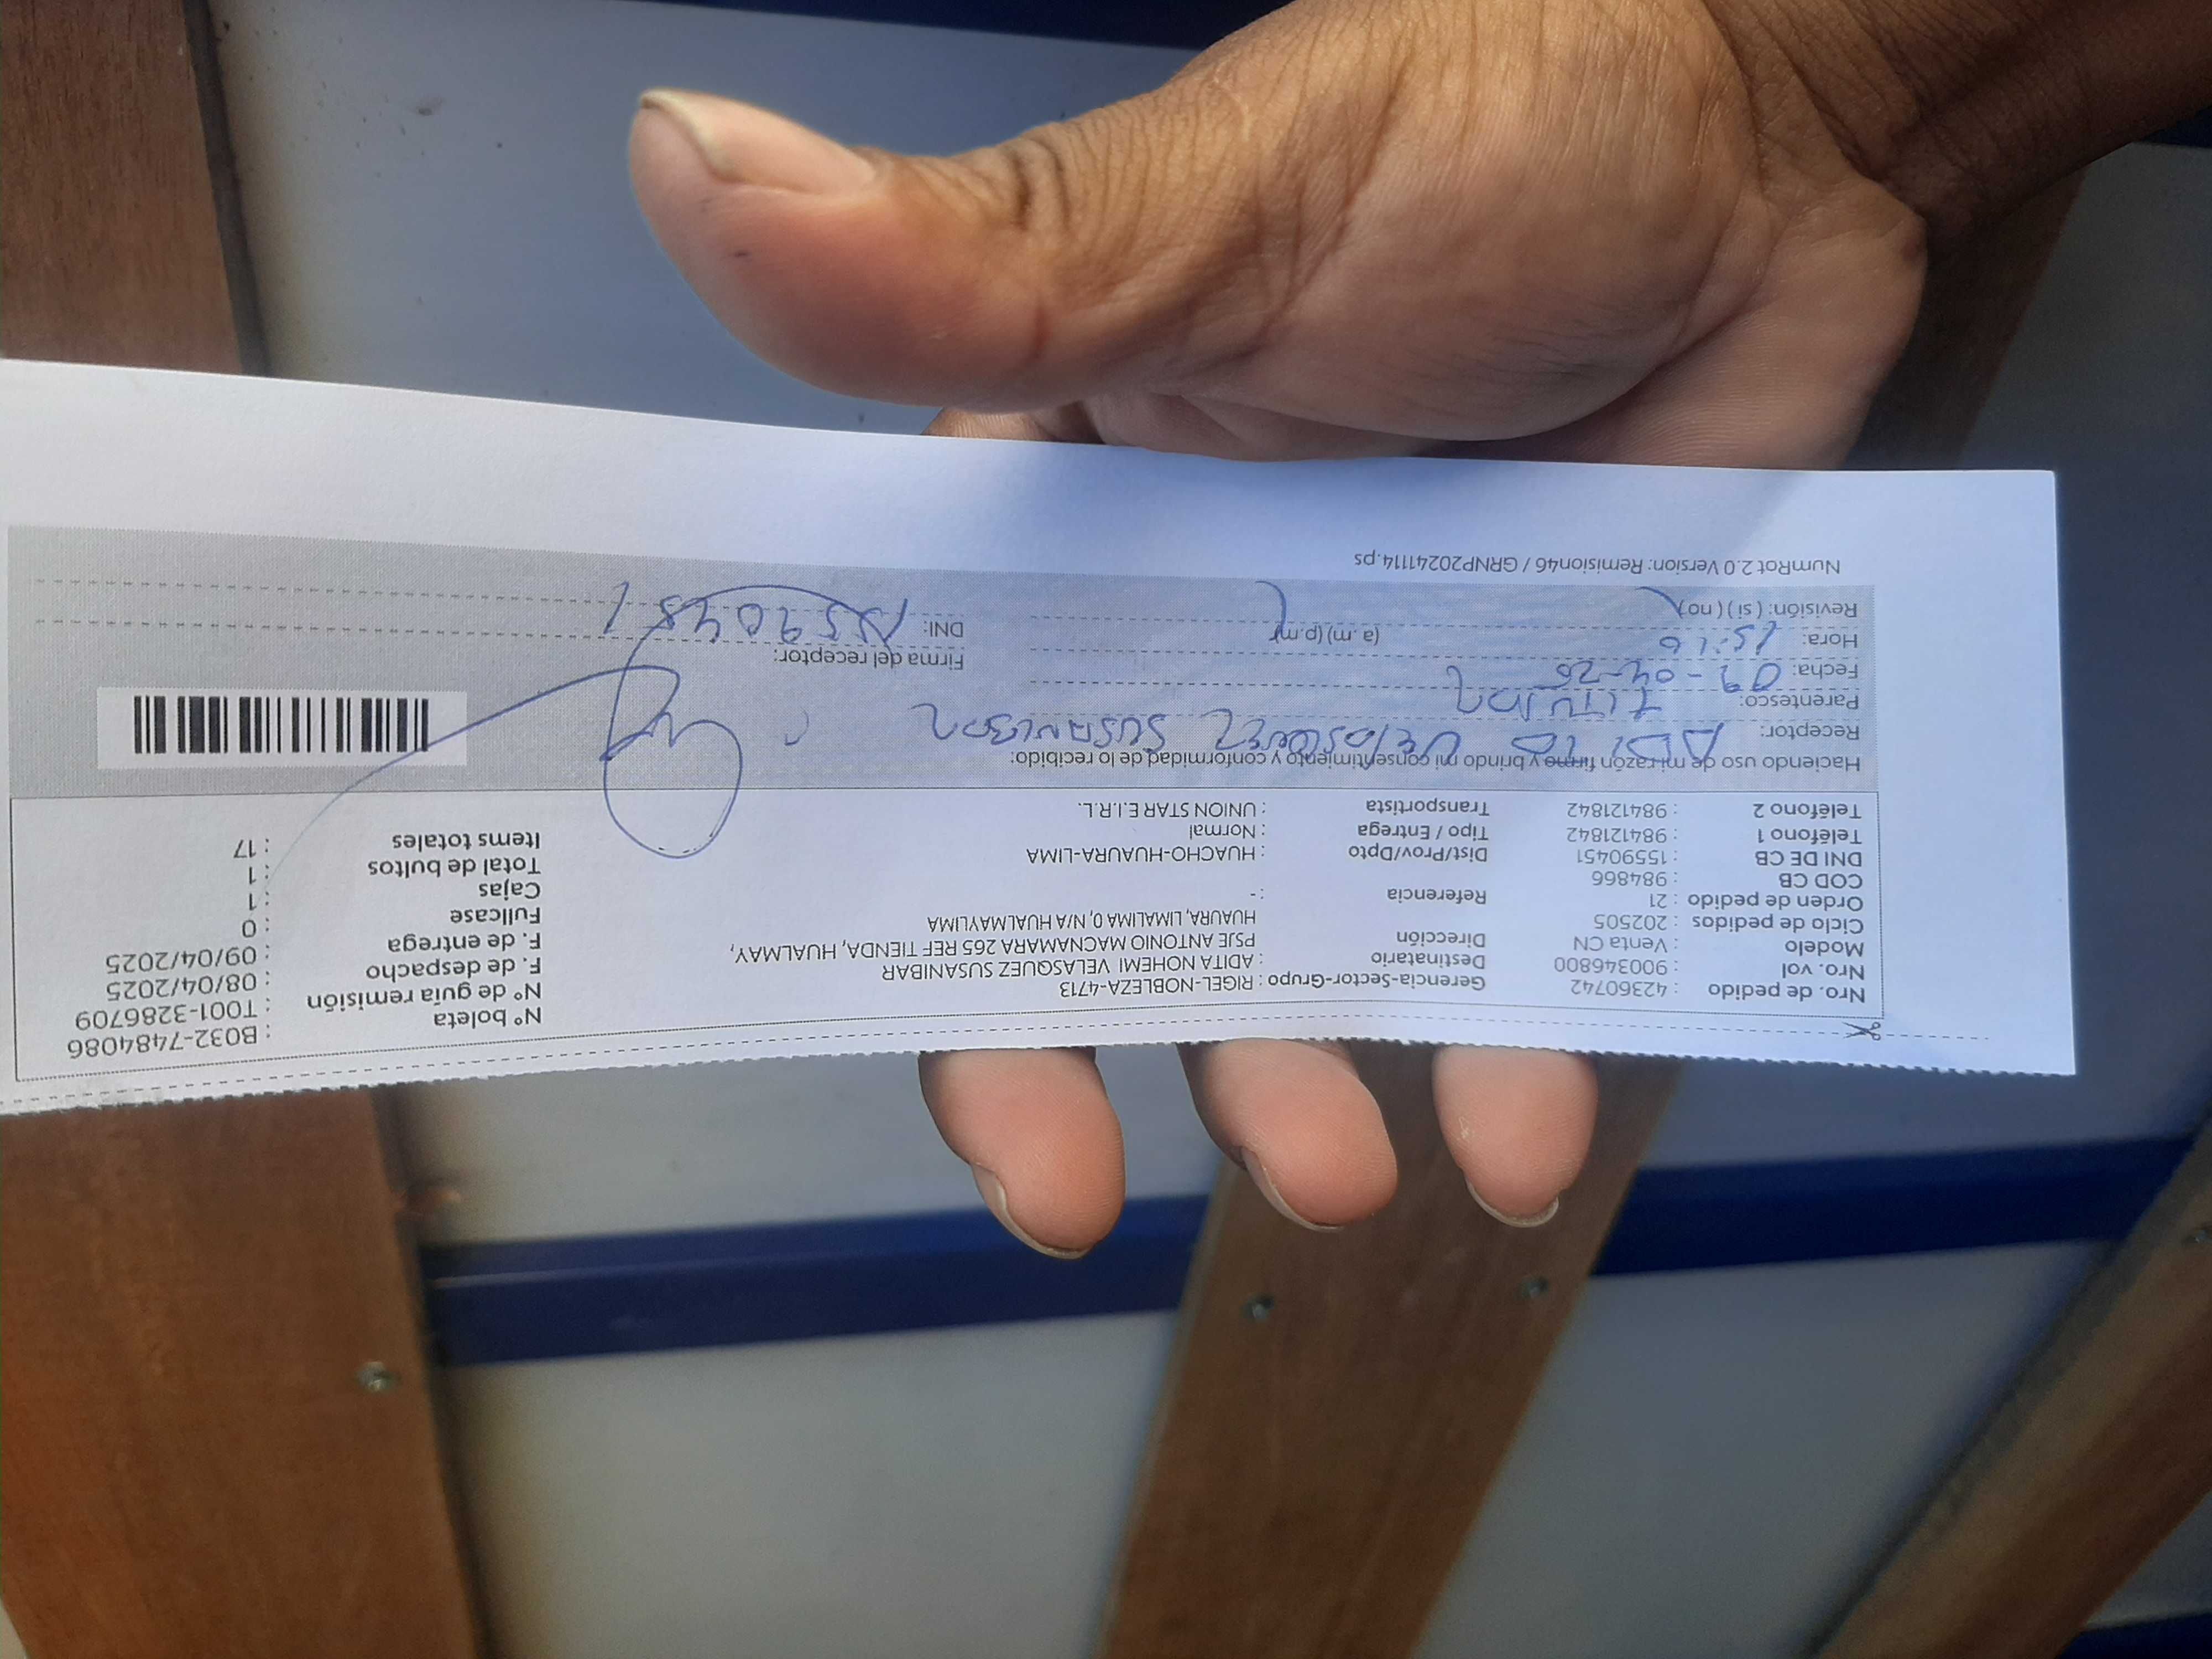 Nro. de pedido : 42360742
Nro. vol : 900346800
Modelo : Venta CN
Ciclo de pedidos : 202505
Orden de pedido : 21
COD CB : 984866
DNI DE CB : 15590451
Teléfono 1 : 984121842
Teléfono 2 : 984121842
Gerencia-Sector-Grupo : RIGEL-NOBLEZA-4713
Destinatario : ADITA NOHEMI VELASQUEZ SUSANIBAR
Dirección : PSJE ANTONIO MACNAMARA 265 REF TIENDA, HUALMAY,
HUAURA, LIMALIMA 0, N/A HUALMAYLIMA
Referencia : -
Dist/Prov/Dpto : HUACHO-HUAURA-LIMA
Tipo / Entrega : Normal
Transportista : UNION STAR E.I.R.L.
N° boleta : B032-7484086
N° de guía remisión : T001-3286709
F. de despacho : 08/04/2025
F. de entrega : 09/04/2025
Fullcase : 0
Cajas : 1
Total de bultos : 1
Items totales : 17
Haciendo uso de mi razón firmo y brindo mi consentimiento y conformidad de lo recibido:
Receptor: ADITA VELASQUEZ SUSANIBAR
Parentesco: TITULAR
Fecha: 09-04-25
Hora: 15:16 (a.m) (p.m)
Revisión: ( si ) ( no )
Firma del receptor:
DNI: 15590451
NumRot 2.0 Version: Remision46 / GRNP20241114.ps